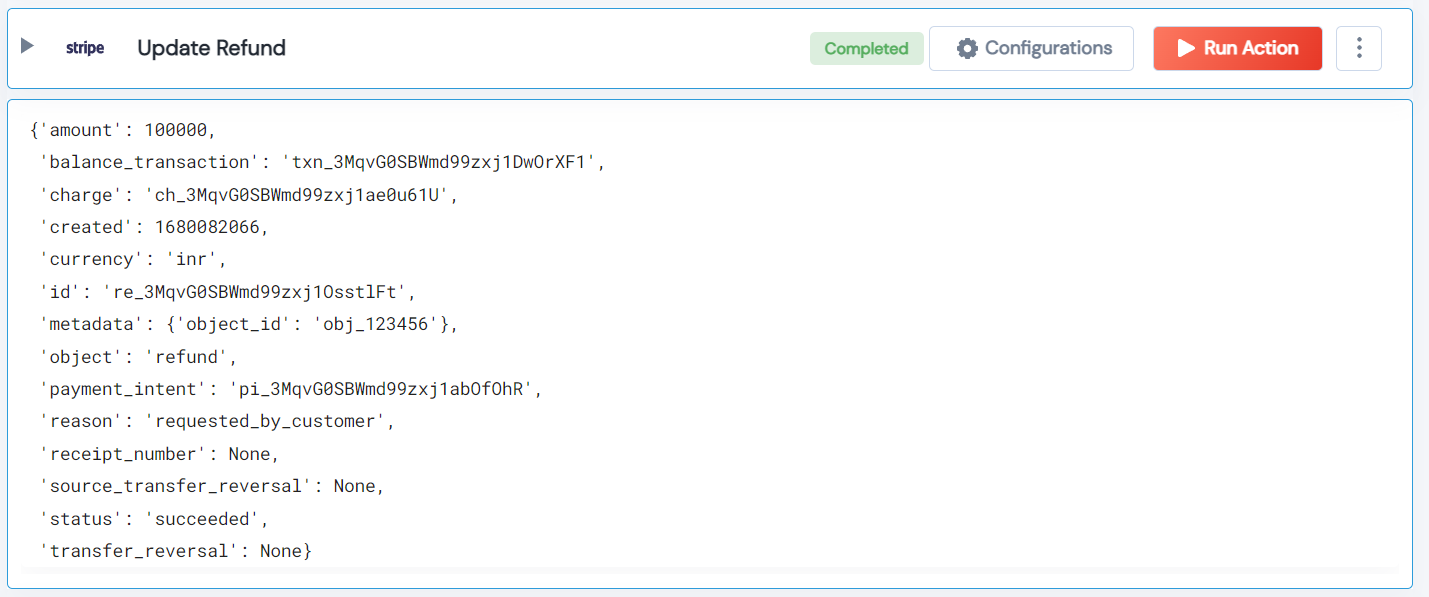 stripe Update Refund Completed Configurations Run Action
{'amount': 100000,
'balance_transaction': 'txn_3MqvG0SBWmd99zxj1DwOrXF1',
'charge': 'ch_3MqvG0SBWmd99zxj1ae0u61U',
'created': 1680082066,
'currency': 'inr',
'id': 're_3MqvG0SBWmd99zxj1OsstlFt',
'metadata': {'object_id': 'obj_123456'},
'object': 'refund',
'payment_intent': 'pi_3MqvG0SBWmd99zxj1abOfOhR',
'reason': 'requested_by_customer',
'receipt_number': None,
'source_transfer_reversal': None,
'status': 'succeeded',
'transfer_reversal': None}